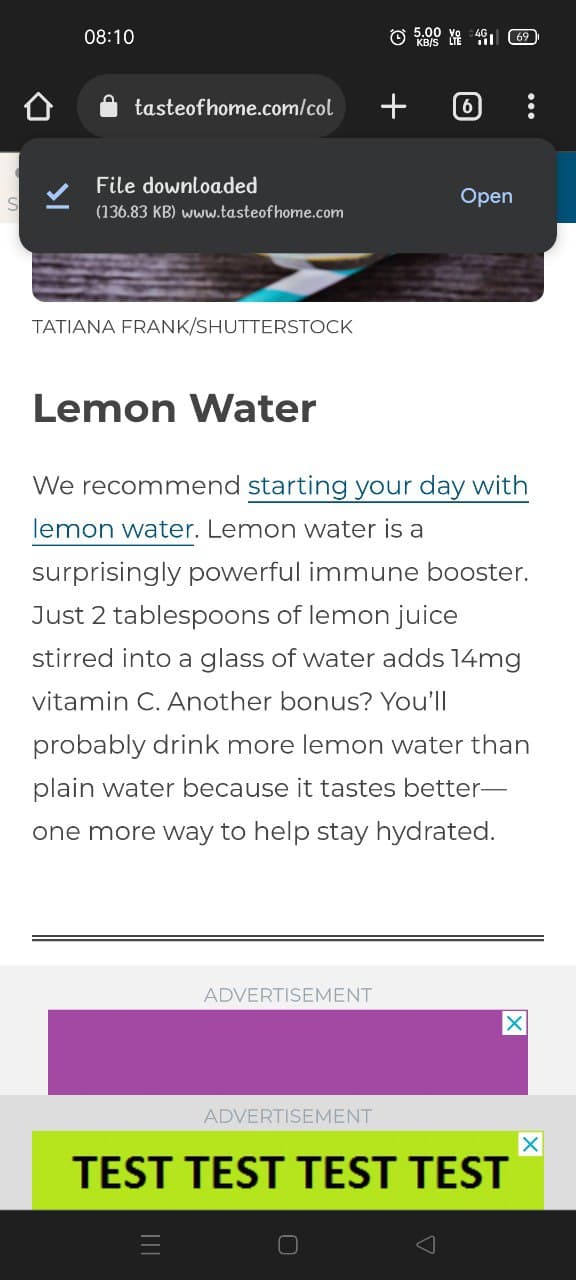 08:10
5.00 KB/S Vo LTE 4G 69
tasteofhome.com/col
6
File downloaded
(136.83 KB) www.tasteofhome.com
Open
S
TATIANA FRANK/SHUTTERSTOCK
Lemon Water
We recommend starting your day with
lemon water. Lemon water is a
surprisingly powerful immune booster.
Just 2 tablespoons of lemon juice
stirred into a glass of water adds 14mg
vitamin C. Another bonus? You’ll
probably drink more lemon water than
plain water because it tastes better—
one more way to help stay hydrated.
ADVERTISEMENT
ADVERTISEMENT
TEST TEST TEST TEST